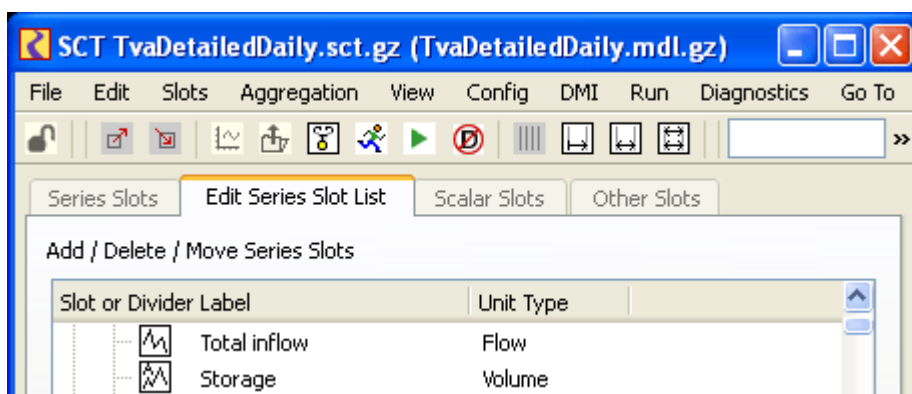 SCT TvaDetailedDaily.sct.gz (TvaDetailedDaily.mdl.gz)
File Edit Slots Aggregation View Config DMI Run Diagnostics Go To
D »
Series Slots Edit Series Slot List Scalar Slots Other Slots
Add / Delete / Move Series Slots
Slot or Divider Label Unit Type
Total inflow Flow
Storage Volume